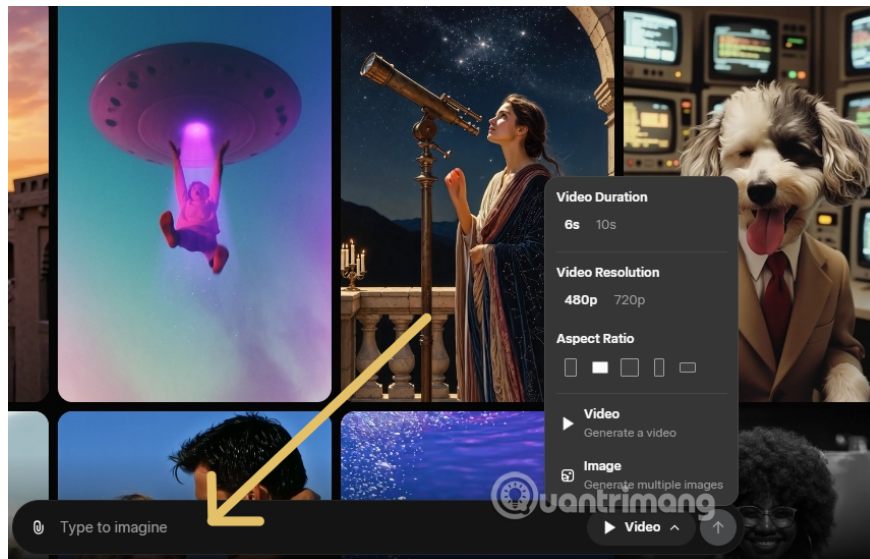 Video Duration
6s 10s
Video Resolution
480p 720p
Aspect Ratio
Video
Generate a video
Image
Generate multiple images
uantrimang
Type to imagine
Video